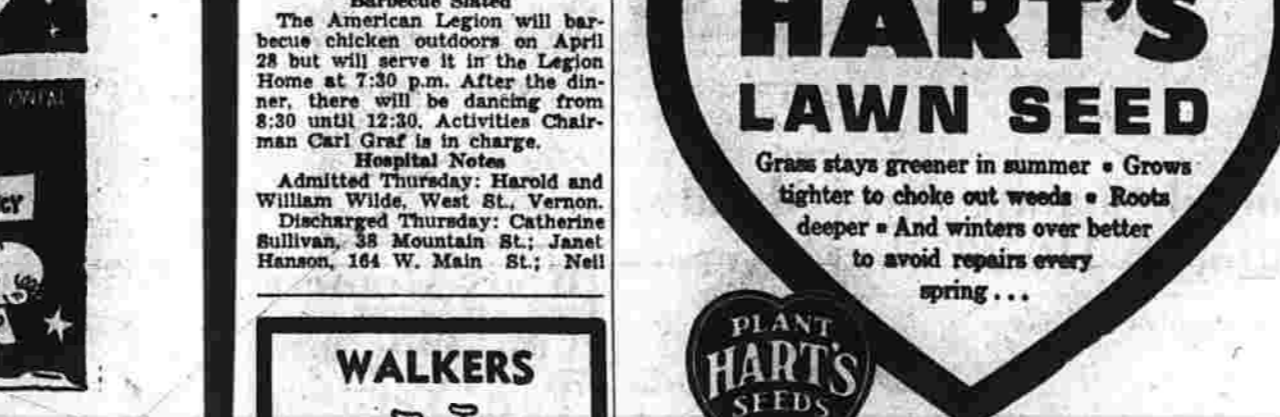 Barbecue Slated
The American Legion will bar-
becue chicken outdoors on April
28 but will serve it in the Legion
Home at 7:30 p.m. After the din-
ner, there will be dancing from
8:30 until 12:30. Activities Chair-
man Carl Graf is in charge.
Hospital Notes
Admitted Thursday: Harold and
William Wilde, West St., Vernon.
Discharged Thursday: Catherine
Sullivan, 38 Mountain St.; Janet
Hanson, 164 W. Main St.; Neil
WALKERS
HART'S
LAWN SEED
Grass stays greener in summer • Grows
tighter to choke out weeds • Roots
deeper • And winters over better
to avoid repairs every
spring...
PLANT
HART'S
SEEDS